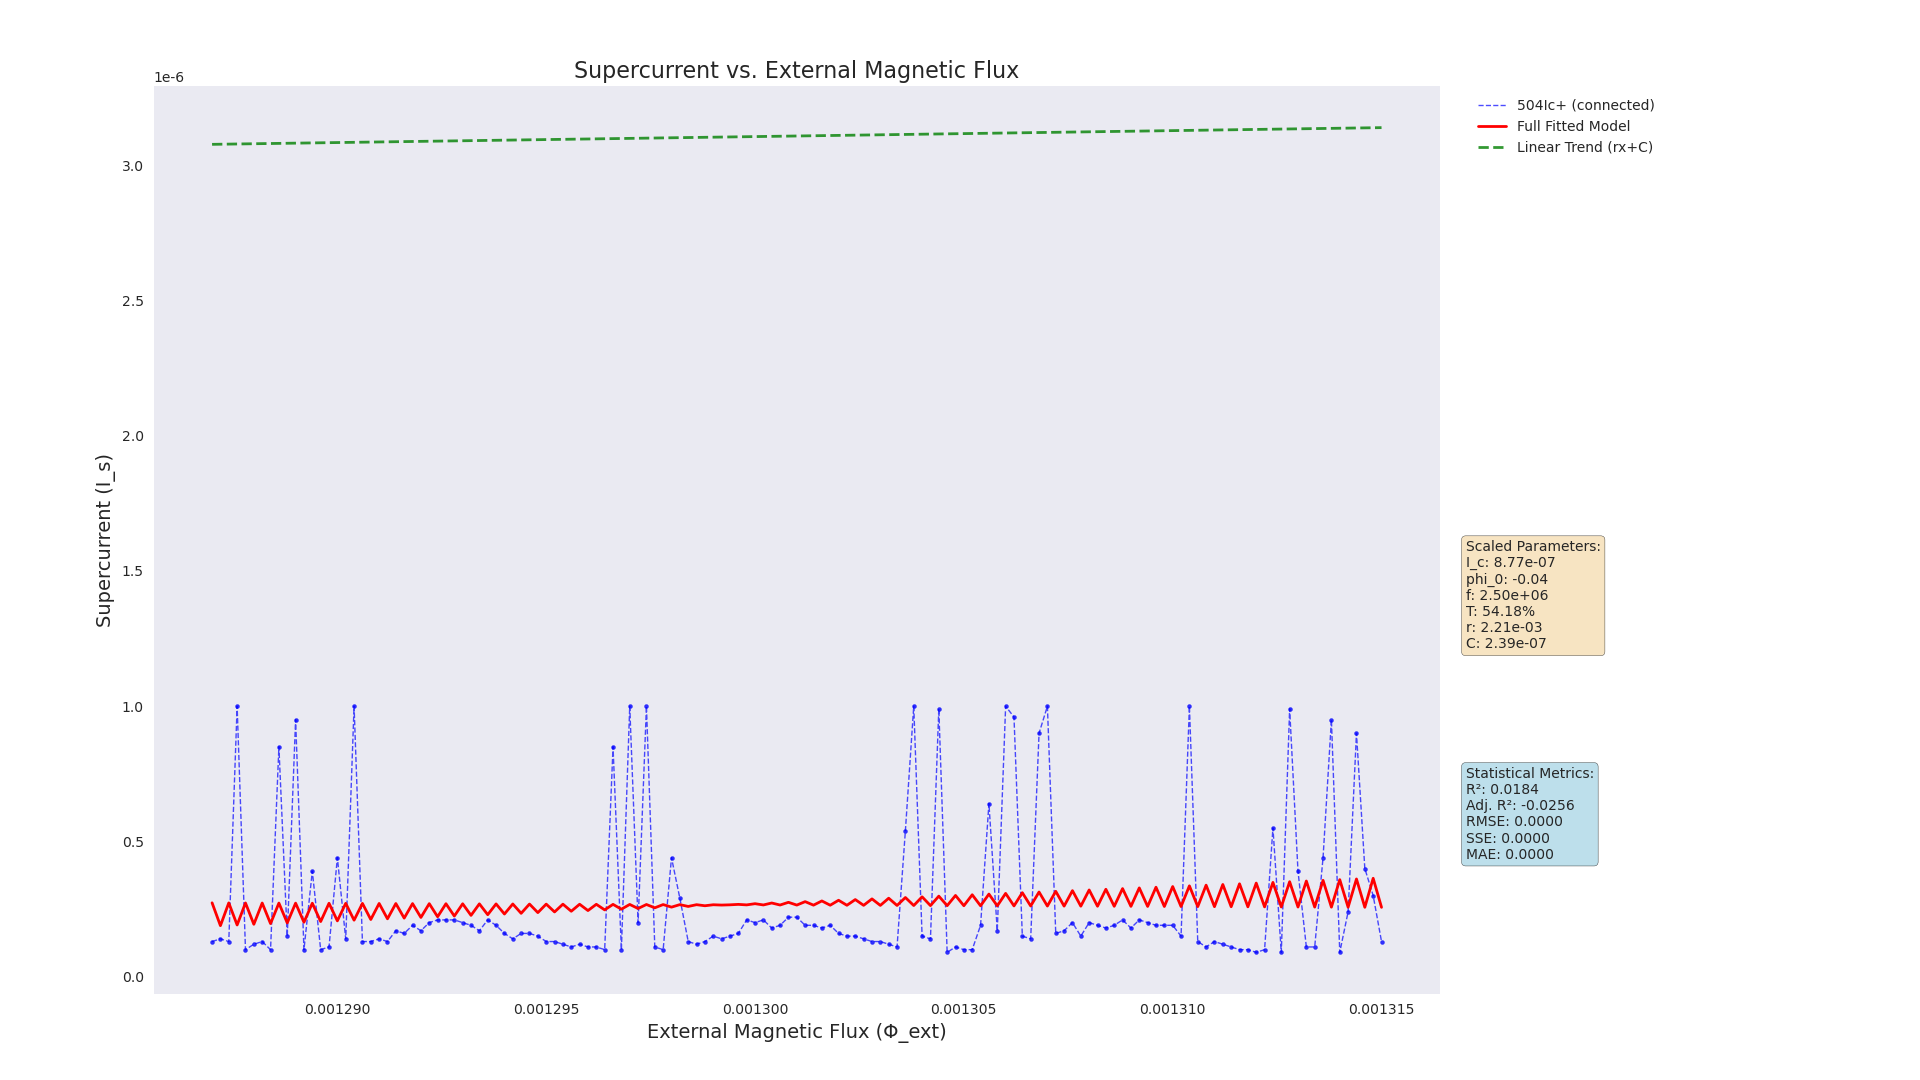 Supercurrent vs. External Magnetic Flux
1e-6
3.0
2.5
2.0
1.5
1.0
0.5
0.0
Supercurrent (I_s)
0.001290
0.001295
0.001300
0.001305
0.001310
0.001315
External Magnetic Flux (Φ_ext)
504Ic+ (connected)
Full Fitted Model
Linear Trend (rx+C)
Scaled Parameters:
I_c: 8.77e-07
phi_0: -0.04
f: 2.50e+06
T: 54.18%
r: 2.21e-03
C: 2.39e-07
Statistical Metrics:
R²: 0.0184
Adj. R²: -0.0256
RMSE: 0.0000
SSE: 0.0000
MAE: 0.0000